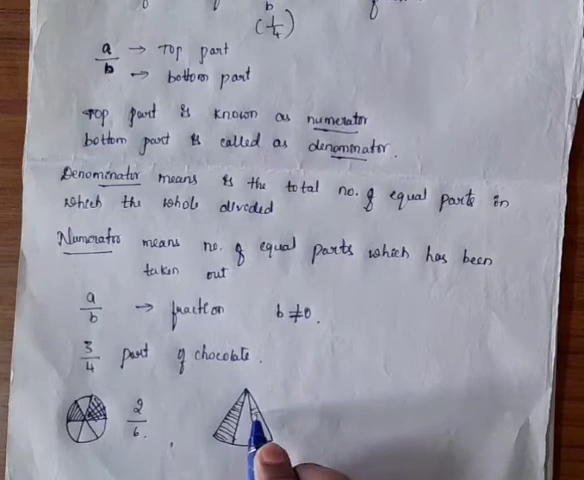 b
(1/4)
a/b → Top part
→ bottom part
Top part is known as numerator
bottom part is called as denominator.
Denominator means is the total no. of equal parts in
which the whole divided
Numerator means no. of equal parts which has been
taken out
a/b → fraction b ≠ 0.
3/4 part of chocolate.
2/6. ,